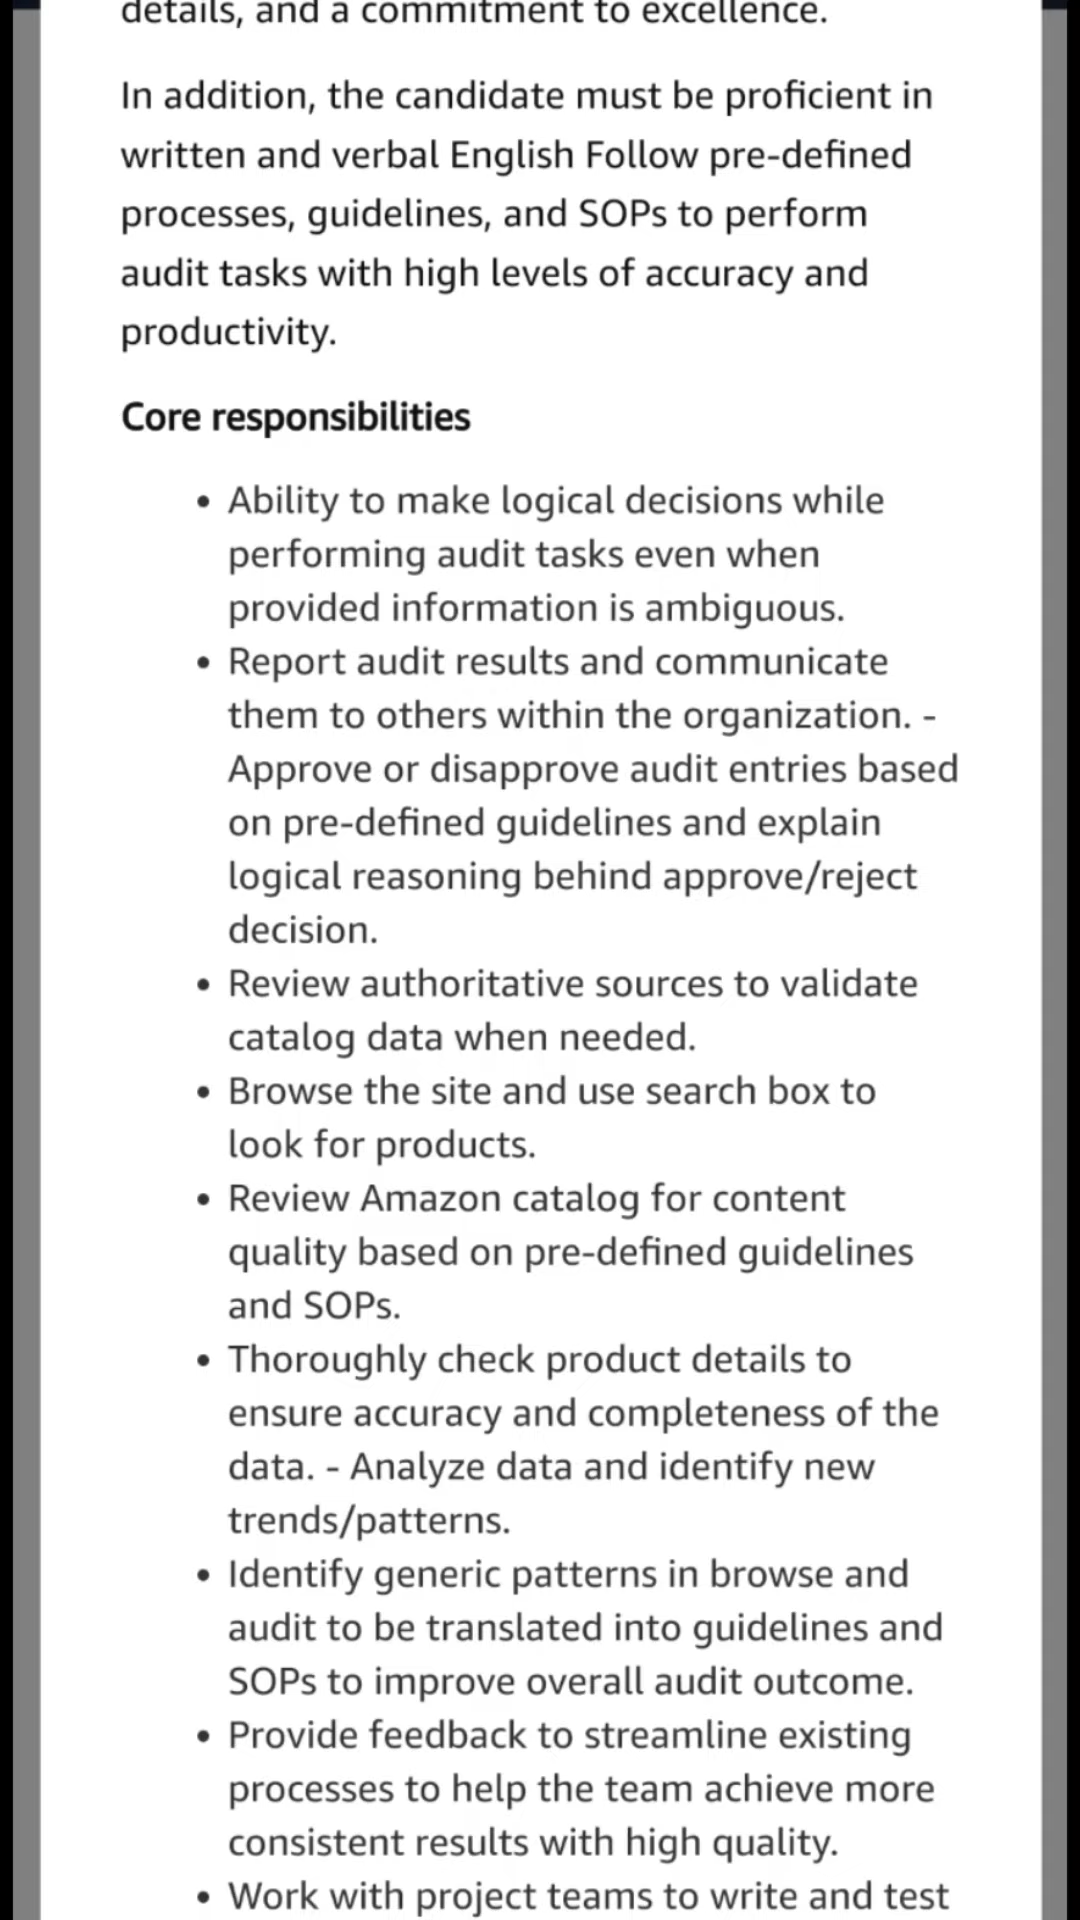 details, and a commitment to excellence.
In addition, the candidate must be proficient in
written and verbal English Follow pre-defined
processes, guidelines, and SOPs to perform
audit tasks with high levels of accuracy and
productivity.
Core responsibilities
• Ability to make logical decisions while
performing audit tasks even when
provided information is ambiguous.
• Report audit results and communicate
them to others within the organization. -
Approve or disapprove audit entries based
on pre-defined guidelines and explain
logical reasoning behind approve/reject
decision.
• Review authoritative sources to validate
catalog data when needed.
• Browse the site and use search box to
look for products.
• Review Amazon catalog for content
quality based on pre-defined guidelines
and SOPs.
• Thoroughly check product details to
ensure accuracy and completeness of the
data. - Analyze data and identify new
trends/patterns.
• Identify generic patterns in browse and
audit to be translated into guidelines and
SOPs to improve overall audit outcome.
• Provide feedback to streamline existing
processes to help the team achieve more
consistent results with high quality.
• Work with project teams to write and test